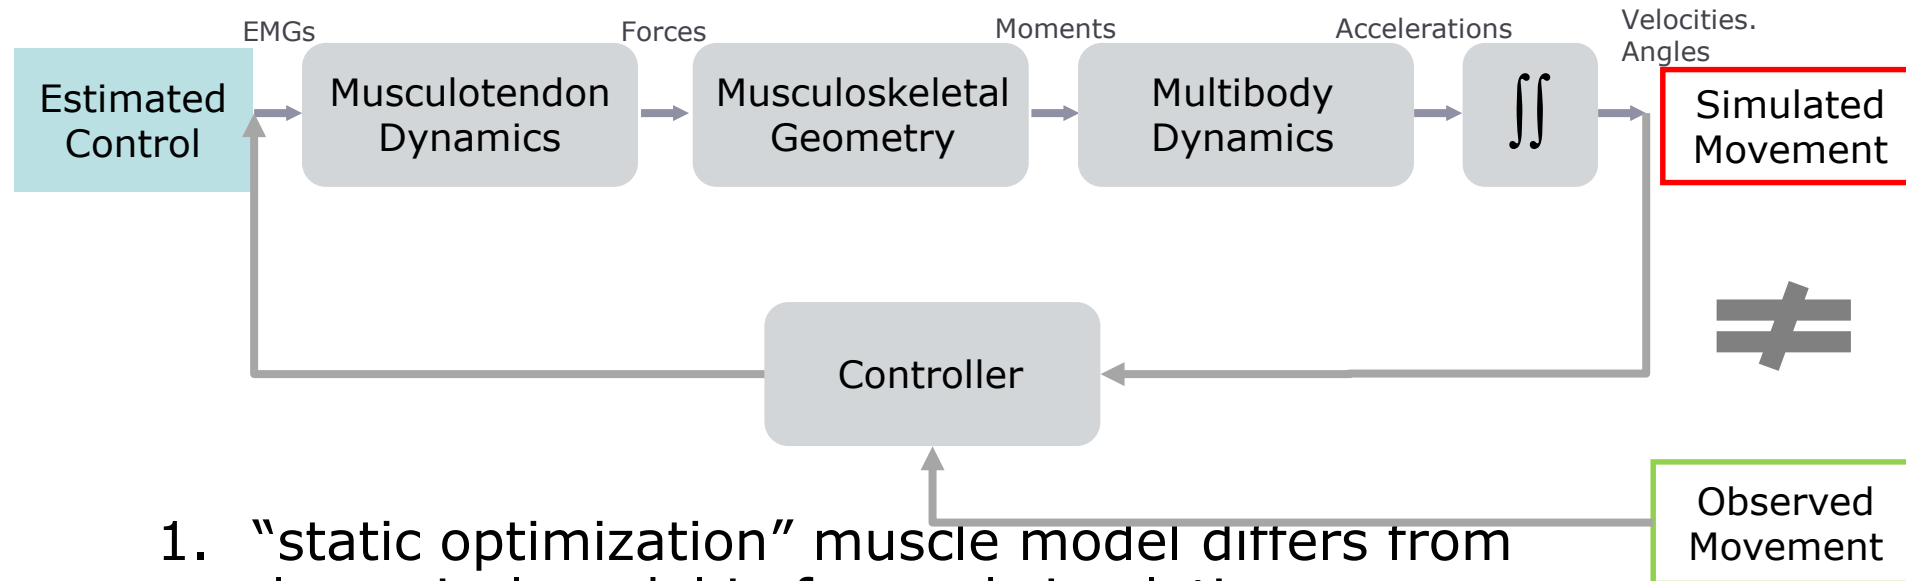 EMGs
Forces
Moments
Accelerations
Velocities.
Angles
Estimated
Control
Musculotendon
Dynamics
Musculoskeletal
Geometry
Multibody
Dynamics
∬
Simulated
Movement
≠
Controller
Observed
Movement
1. “static optimization” muscle model differs from